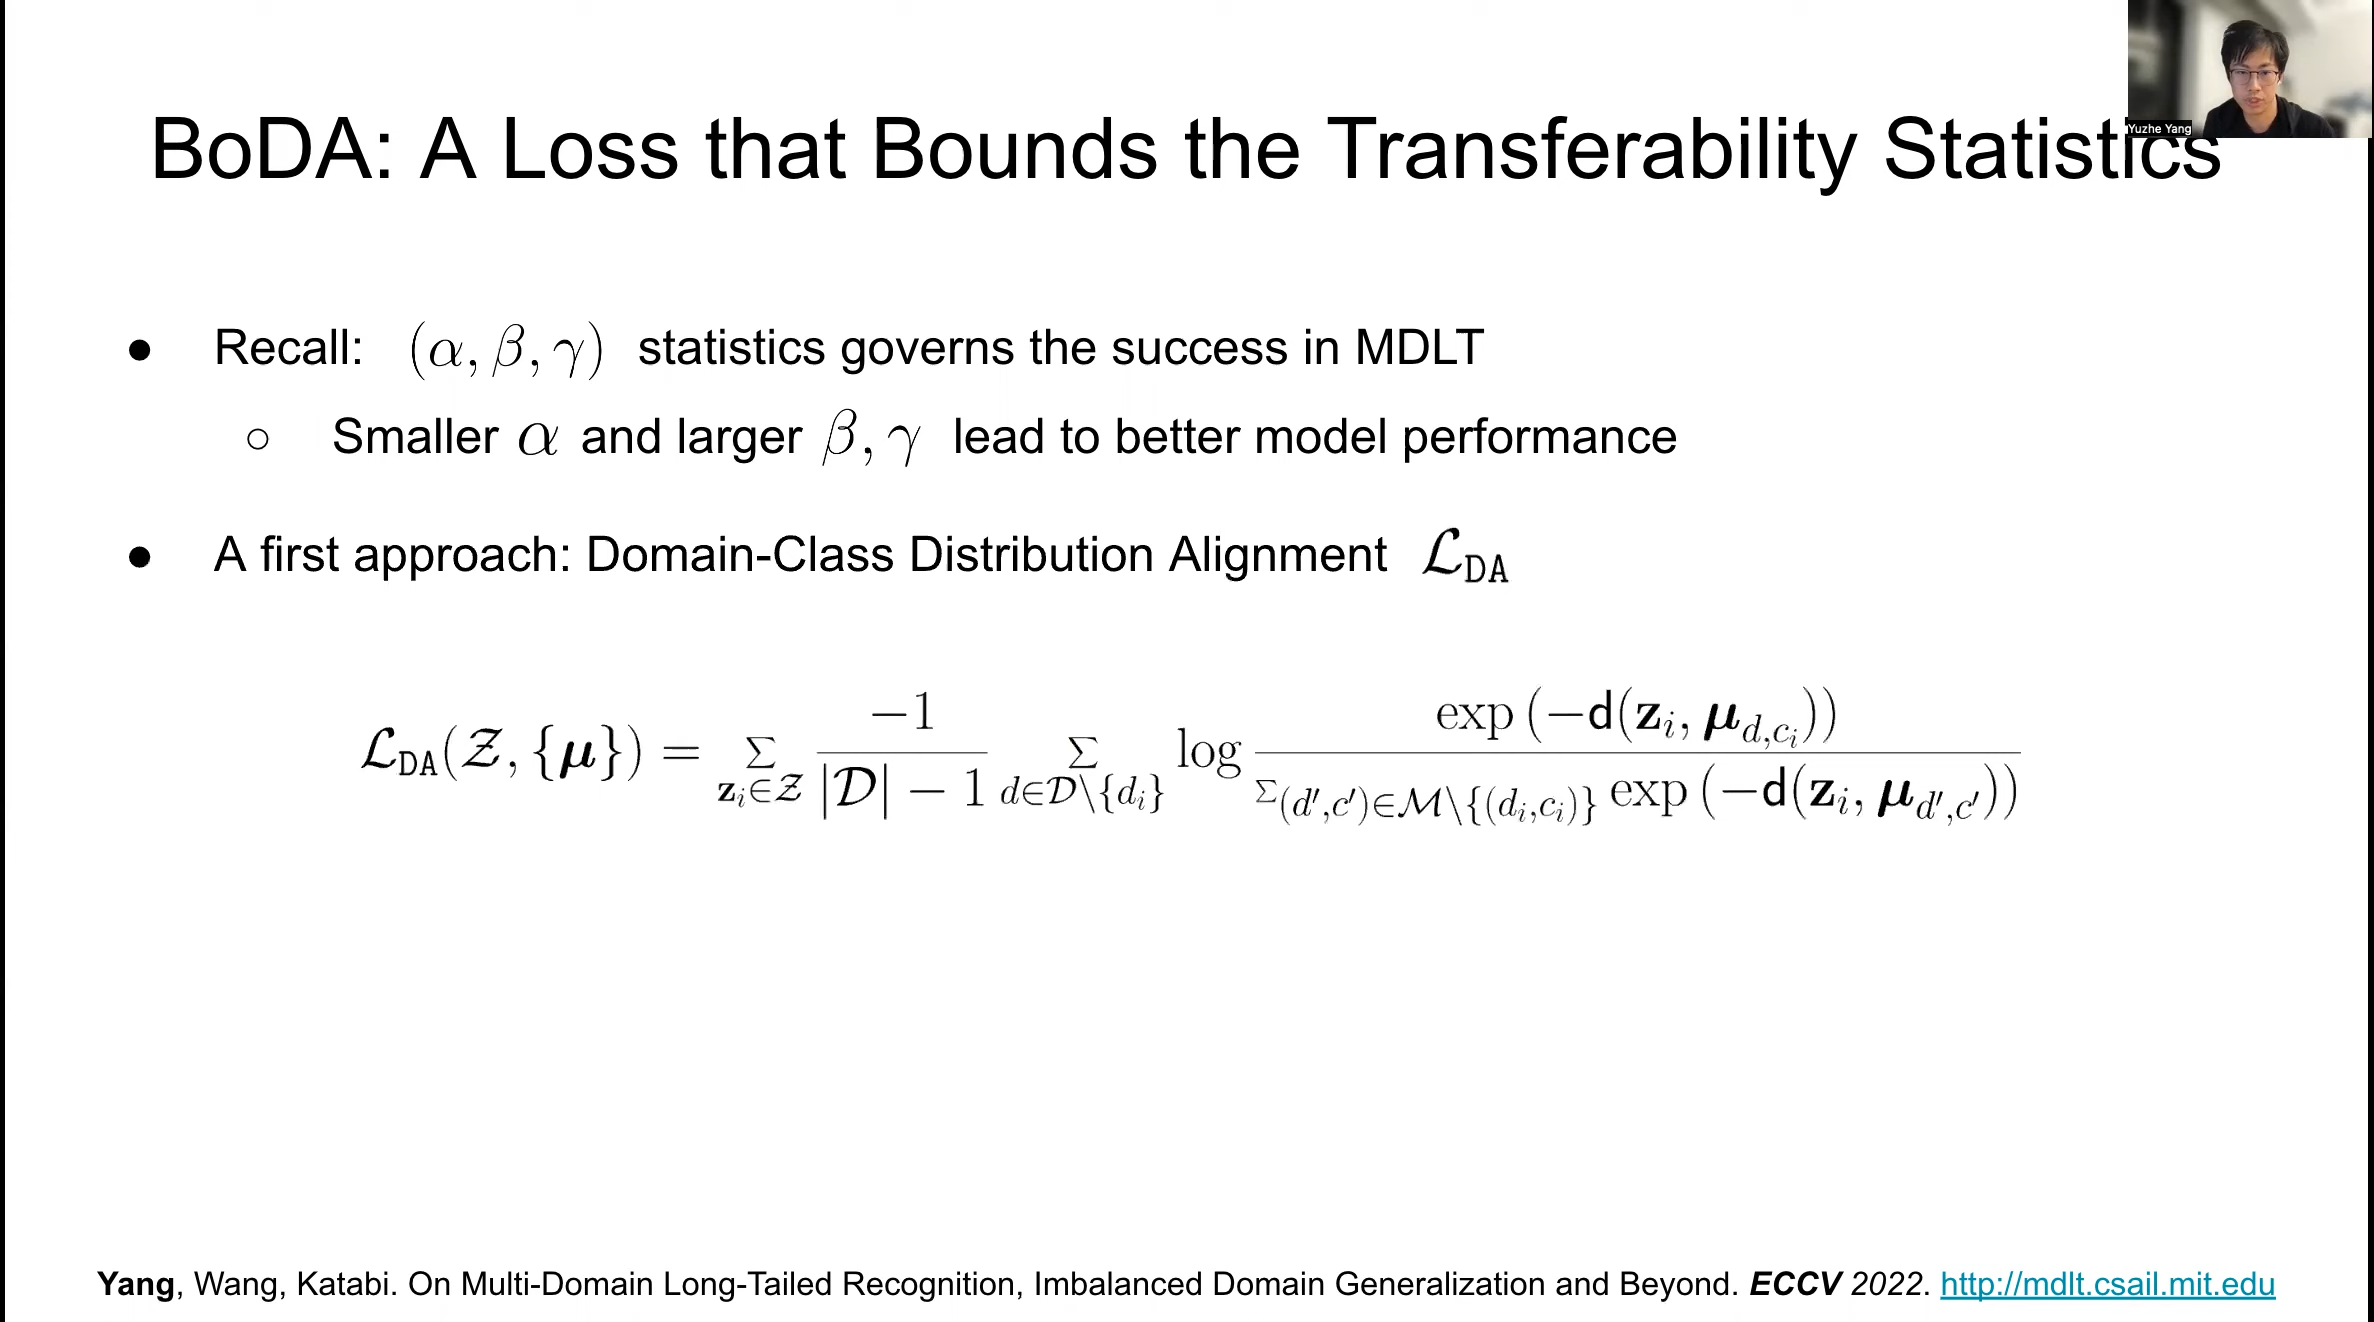 BoDA: A Loss that Bounds the Transferability Statistics
Yuzhe Yang
● Recall: (α, β, γ) statistics governs the success in MDLT
○ Smaller α and larger β, γ lead to better model performance
● A first approach: Domain-Class Distribution Alignment ℒ_DA
ℒ_DA(𝒵, {μ}) = Σ_{z_i∈𝒵} \frac{−1}{|𝒟| − 1} Σ_{d∈𝒟\{d_i}} log \frac{exp (−d(z_i, μ_{d,c_i}))}{Σ_{(d′,c′)∈ℳ\{(d_i,c_i)}} exp (−d(z_i, μ_{d′,c′}))}
Yang, Wang, Katabi. On Multi-Domain Long-Tailed Recognition, Imbalanced Domain Generalization and Beyond. ECCV 2022. http://mdlt.csail.mit.edu